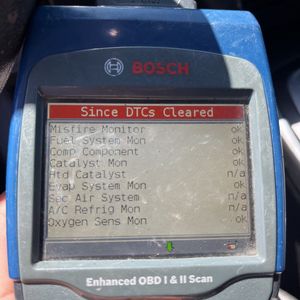 BOSCH
Since DTCs Cleared
Misfire Monitor ok
Fuel System Mon ok
Comp Component ok
Catalyst Mon ok
Htd Catalyst n/a
Evap System Mon ok
Sec Air System n/a
A/C Refrig Mon n/a
Oxygen Sens Mon ok
Enhanced OBD I & II Scan